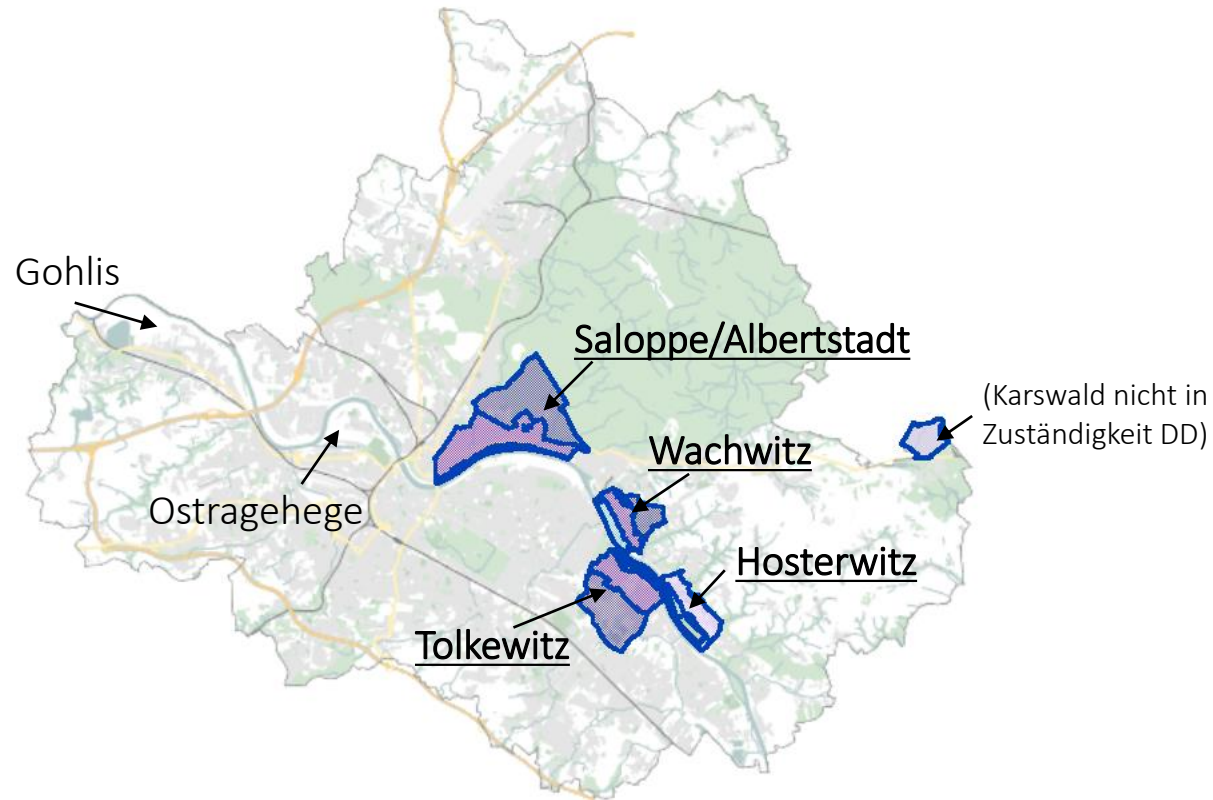 Gohlis
Saloppe/Albertstadt
(Karswald nicht in
Zuständigkeit DD)
Wachwitz
Ostragehege
Hosterwitz
Tolkewitz